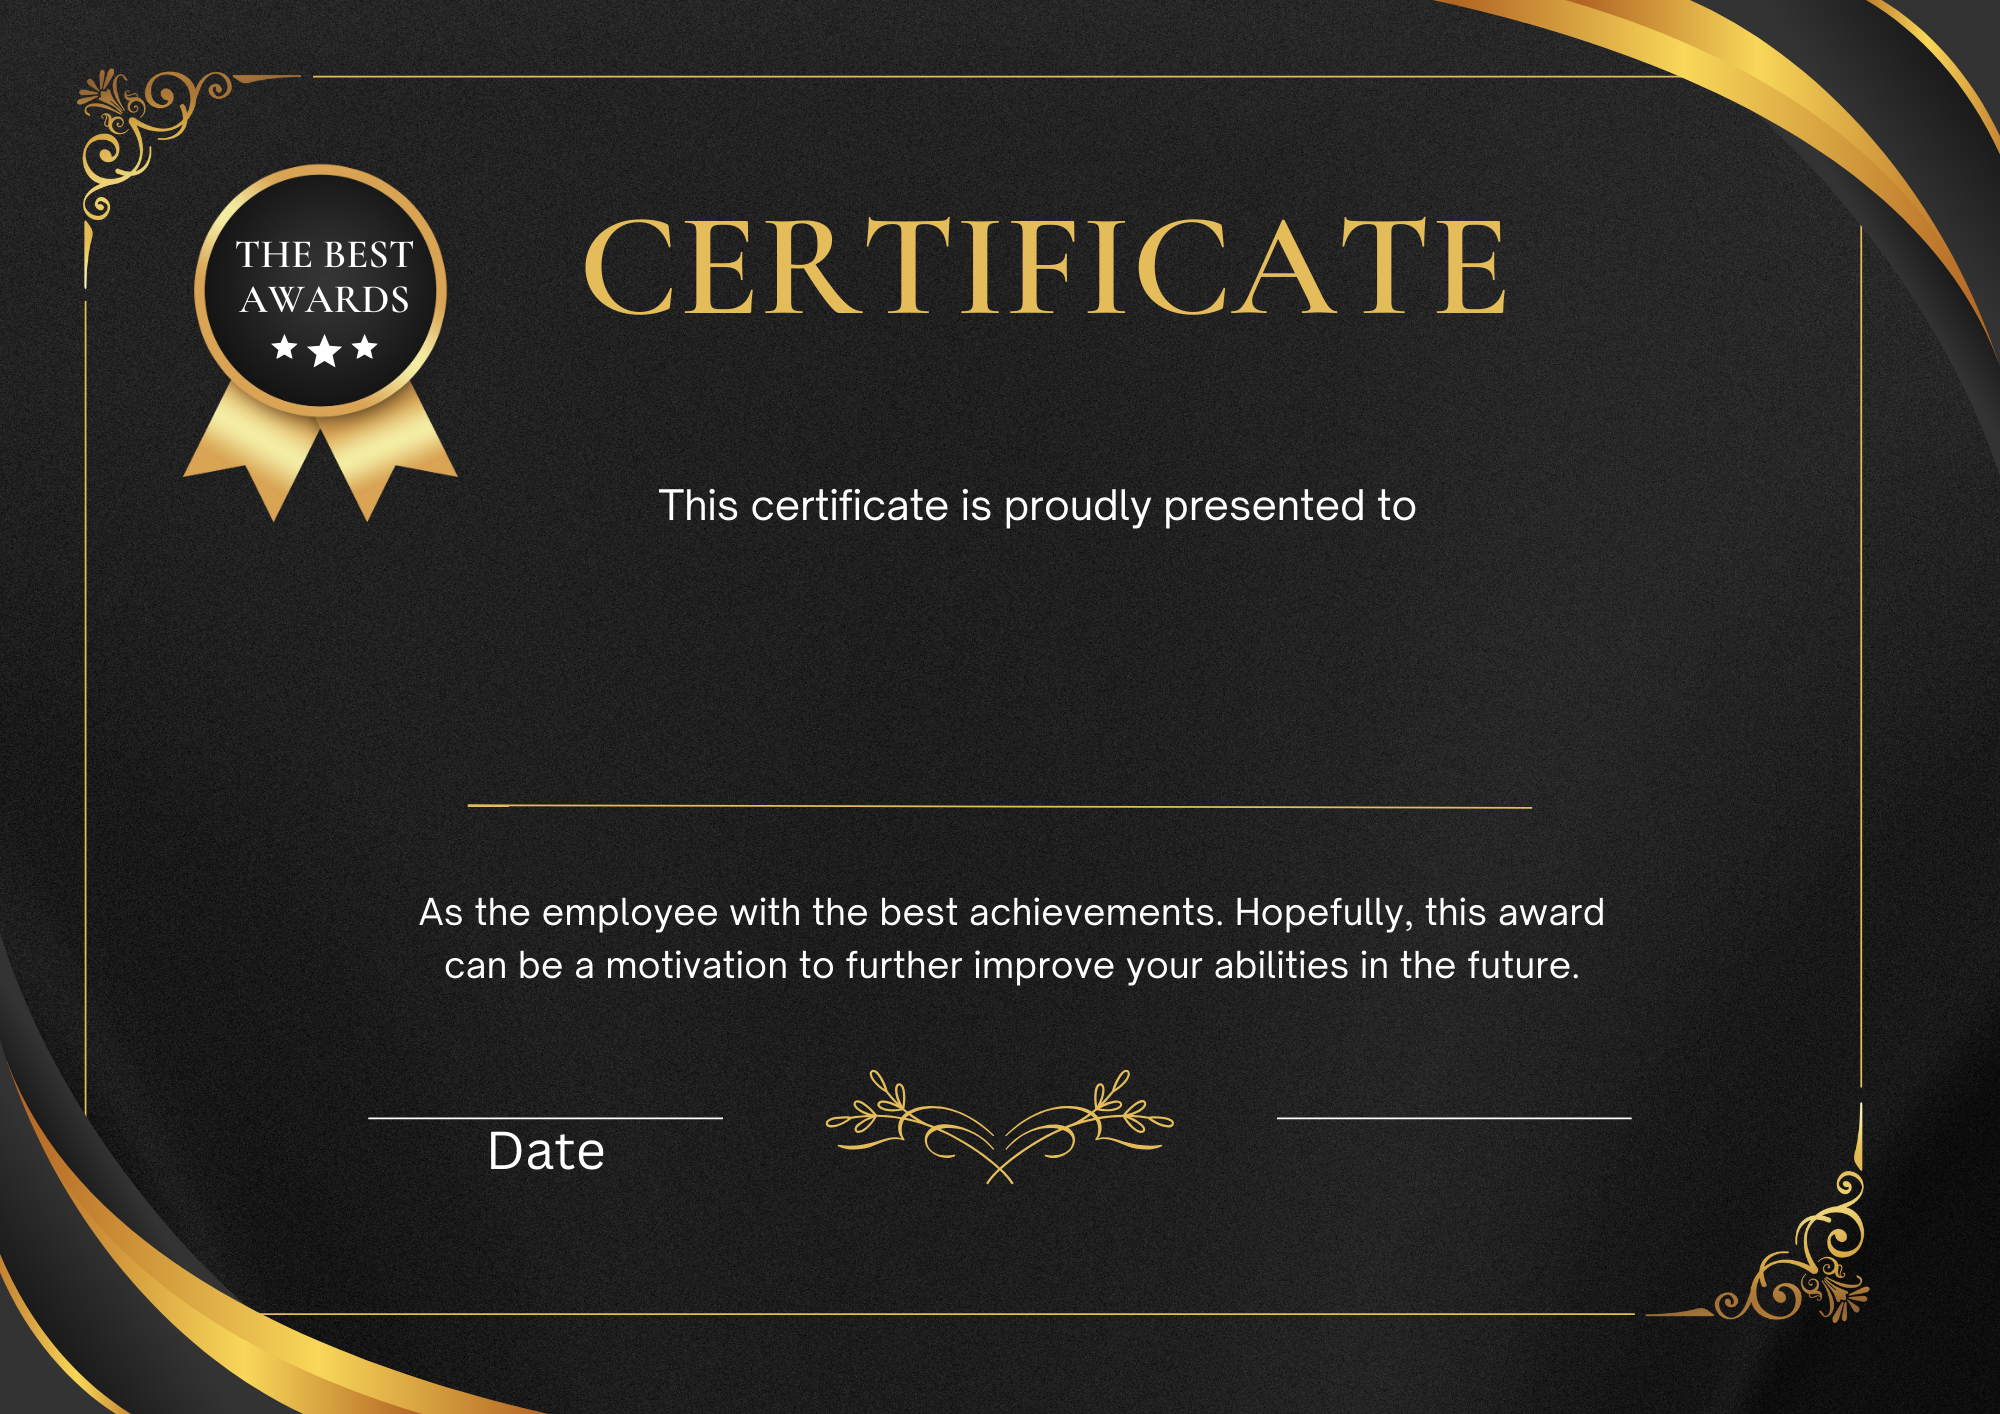 THE BEST
AWARDS
CERTIFICATE
This certificate is proudly presented to
As the employee with the best achievements. Hopefully, this award
can be a motivation to further improve your abilities in the future.
Date